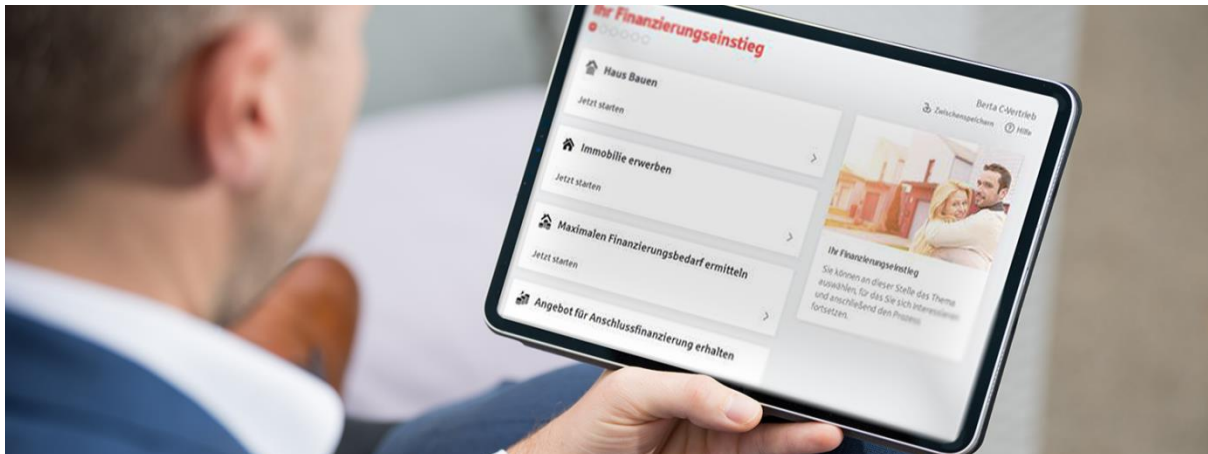 Ihr Finanzierungseinstieg
Berta C-Vertrieb
Zwischenspeichern Hilfe
Haus Bauen
Jetzt starten
Immobilie erwerben
Jetzt starten
Maximalen Finanzierungsbedarf ermitteln
Jetzt starten
Angebot für Anschlussfinanzierung erhalten
Ihr Finanzierungseinstieg
Sie können an dieser Stelle das Thema
auswählen, für das Sie sich interessieren
und anschließend den Prozess
fortsetzen.